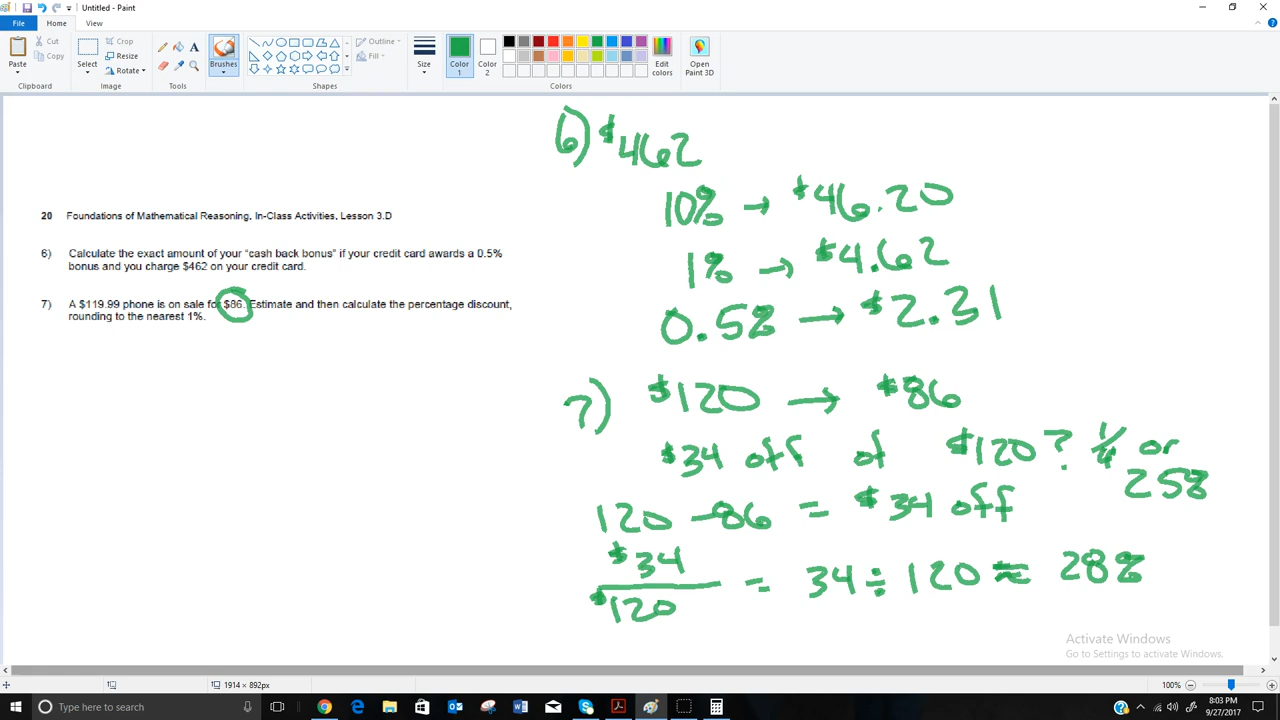 Untitled - Paint
File Home View
Paste Cut Copy Clipboard
Select Crop Resize Rotate Image
Tools
Brushes
Outline Fill Shapes
Size
Color 1 Color 2 Edit colors Colors
Open Paint 3D
20 Foundations of Mathematical Reasoning, In-Class Activities, Lesson 3.D
6) Calculate the exact amount of your “cash back bonus” if your credit card awards a 0.5%
bonus and you charge $462 on your credit card.
7) A $119.99 phone is on sale for $86. Estimate and then calculate the percentage discount,
rounding to the nearest 1%.
6) $462
10% → $46.20
1% → $4.62
0.5% → $2.31
7) $120 → $86
$34 off of $120? 1/4 or
25%
120 - 86 = $34 off
$34
$120
= 34 ÷ 120 ≈ 28%
Activate Windows
Go to Settings to activate Windows.
1914 × 892px
100%
Type here to search
8:03 PM
9/27/2017